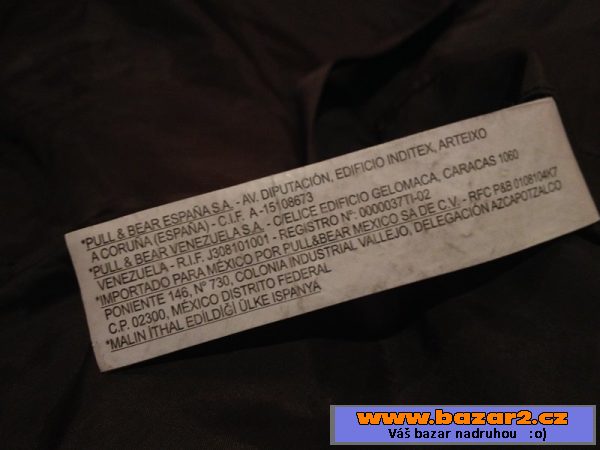 *PULL & BEAR ESPAÑA S.A. - AV. DIPUTACIÓN, EDIFICIO INDITEX, ARTEIXO
A CORUÑA (ESPAÑA) - C.I.F. A-15108673
*PULL & BEAR VENEZUELA S.A. - C/ELICE EDIFICIO GELOMACA, CARACAS 1060
VENEZUELA - R.I.F. J308101001 - REGISTRO Nº: 0000037TI-02
*IMPORTADO PARA MÉXICO POR PULL&BEAR MEXICO SA DE C.V. - RFC P&B 0108104K7
PONIENTE 146, Nº 730, COLONIA INDUSTRIAL VALLEJO, DELEGACIÓN AZCAPOTZALCO
C.P. 02300, MÉXICO DISTRITO FEDERAL
*MALIN İTHAL EDİLDİĞİ ÜLKE ISPANYA
www.bazar2.cz
Váš bazar nadruhou :o)